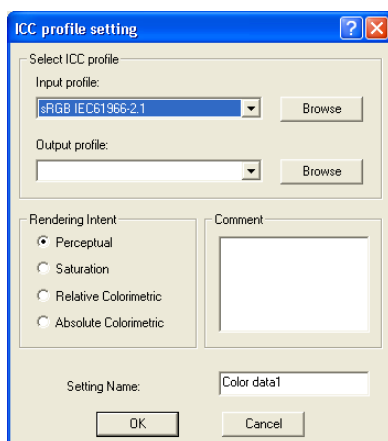 ICC profile setting
Select ICC profile
Input profile:
sRGB IEC61966-2.1
Browse
Output profile:
Browse
Rendering Intent
Perceptual
Saturation
Relative Colorimetric
Absolute Colorimetric
Comment
Setting Name:
Color data1
OK
Cancel